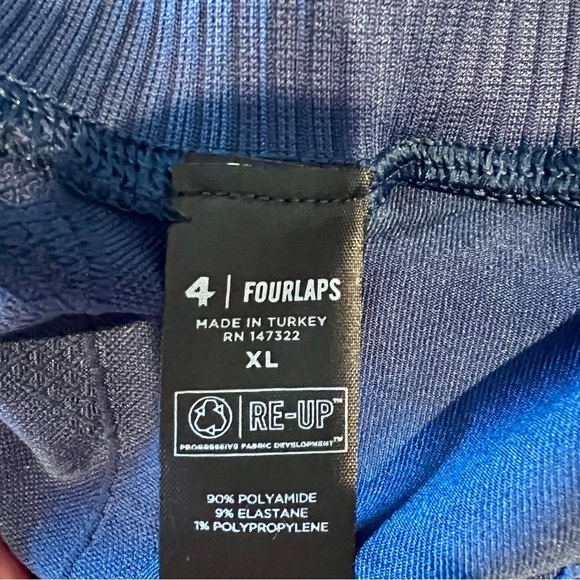 4 | FOURLAPS
MADE IN TURKEY
RN 147322
XL
RE-UP™
PROGRESSIVE FABRIC DEVELOPMENT™
90% POLYAMIDE
9% ELASTANE
1% POLYPROPYLENE